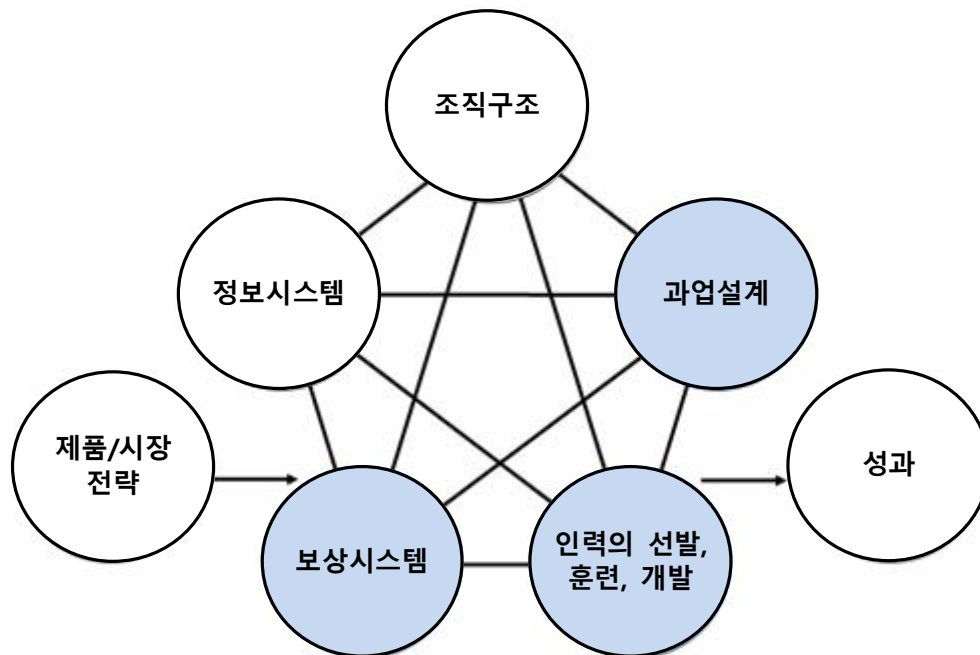 조직구조
정보시스템
과업설계
제품/시장
전략
성과
보상시스템
인력의 선발,
훈련, 개발